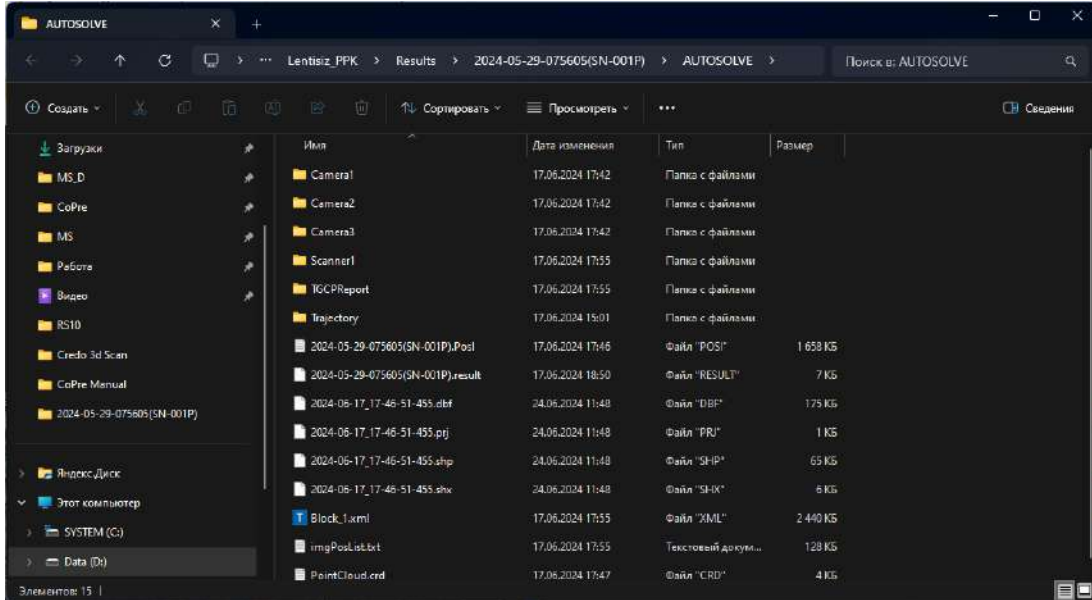 AUTOSOLVE
Lentisiz_PPK > Results > 2024-05-29-075605(SN-001P) > AUTOSOLVE >
Поиск в: AUTOSOLVE
Создать
Сортировать
Просмотреть
Сведения
Загрузки
MS_D
CoPre
MS
Работа
Видео
RS10
Credo 3d Scan
CoPre Manual
2024-05-29-075605(SN-001P)
Яндекс.Диск
Этот компьютер
SYSTEM (C:)
Data (D:)
Имя Дата изменения Тип Размер
Camera1 17.06.2024 17:42 Папка с файлами
Camera2 17.06.2024 17:42 Папка с файлами
Camera3 17.06.2024 17:42 Папка с файлами
Scanner1 17.06.2024 17:55 Папка с файлами
TGCPReport 17.06.2024 17:55 Папка с файлами
Trajectory 17.06.2024 15:01 Папка с файлами
2024-05-29-075605(SN-001P).PosI 17.06.2024 17:46 Файл "POSI" 1 658 КБ
2024-05-29-075605(SN-001P).result 17.06.2024 18:50 Файл "RESULT" 7 КБ
2024-06-17_17-46-51-455.dbf 24.06.2024 11:48 Файл "DBF" 175 КБ
2024-06-17_17-46-51-455.prj 24.06.2024 11:48 Файл "PRJ" 1 КБ
2024-06-17_17-46-51-455.shp 24.06.2024 11:48 Файл "SHP" 65 КБ
2024-06-17_17-46-51-455.shx 24.06.2024 11:48 Файл "SHX" 6 КБ
Block_1.xml 17.06.2024 17:55 Файл "XML" 2 440 КБ
imgPosList.txt 17.06.2024 17:55 Текстовый докум... 128 КБ
PointCloud.crd 17.06.2024 17:47 Файл "CRD" 4 КБ
Элементов: 15